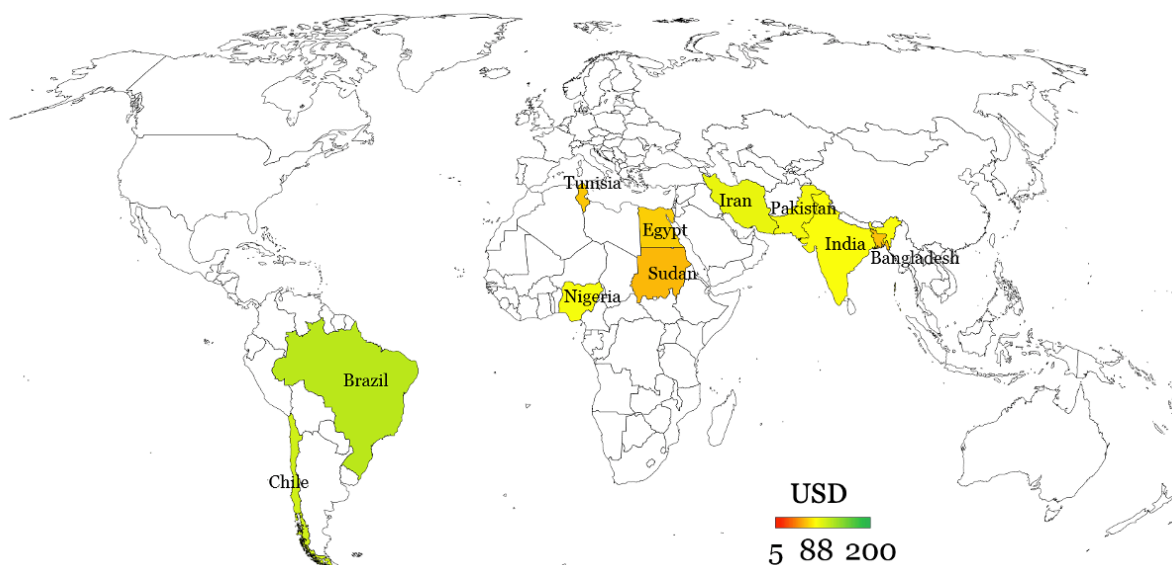 Tunisia
Iran
Pakistan
Egypt
India
Bangladesh
Sudan
Nigeria
Brazil
Chile
USD
5 88 200